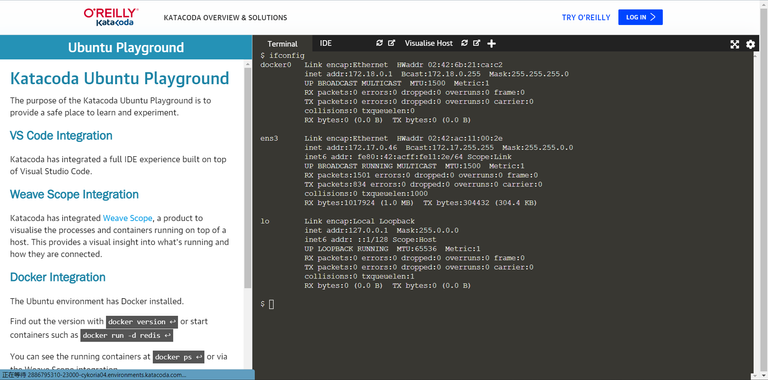 O'REILLY
Katacoda
KATACODA OVERVIEW & SOLUTIONS
TRY O'REILLY
LOG IN
Ubuntu Playground
Katacoda Ubuntu Playground
The purpose of the Katacoda Ubuntu Playground is to
provide a safe place to learn and experiment.
VS Code Integration
Katacoda has integrated a full IDE experience built on top
of Visual Studio Code.
Weave Scope Integration
Katacoda has integrated Weave Scope, a product to
visualise the processes and containers running on top of a
host. This provides a visual insight into what's running and
how they are connected.
Docker Integration
The Ubuntu environment has Docker installed.
Find out the version with docker version ↩ or start
containers such as docker run -d redis ↩
You can see the running containers at docker ps ↩ or via
the Weave Scope integration
正在等待 2886795310-23000-cykoria04.environments.katacoda.com...
Terminal IDE Visualise Host +
$ ifconfig
docker0 Link encap:Ethernet HWaddr 02:42:6b:21:ca:c2
inet addr:172.18.0.1 Bcast:172.18.0.255 Mask:255.255.255.0
UP BROADCAST MULTICAST MTU:1500 Metric:1
RX packets:0 errors:0 dropped:0 overruns:0 frame:0
TX packets:0 errors:0 dropped:0 overruns:0 carrier:0
collisions:0 txqueuelen:0
RX bytes:0 (0.0 B) TX bytes:0 (0.0 B)
ens3 Link encap:Ethernet HWaddr 02:42:ac:11:00:2e
inet addr:172.17.0.46 Bcast:172.17.255.255 Mask:255.255.0.0
inet6 addr: fe80::42:acff:fe11:2e/64 Scope:Link
UP BROADCAST RUNNING MULTICAST MTU:1500 Metric:1
RX packets:1501 errors:0 dropped:0 overruns:0 frame:0
TX packets:834 errors:0 dropped:0 overruns:0 carrier:0
collisions:0 txqueuelen:1000
RX bytes:1017924 (1.0 MB) TX bytes:304432 (304.4 KB)
lo Link encap:Local Loopback
inet addr:127.0.0.1 Mask:255.0.0.0
inet6 addr: ::1/128 Scope:Host
UP LOOPBACK RUNNING MTU:65536 Metric:1
RX packets:0 errors:0 dropped:0 overruns:0 frame:0
TX packets:0 errors:0 dropped:0 overruns:0 carrier:0
collisions:0 txqueuelen:1
RX bytes:0 (0.0 B) TX bytes:0 (0.0 B)
$